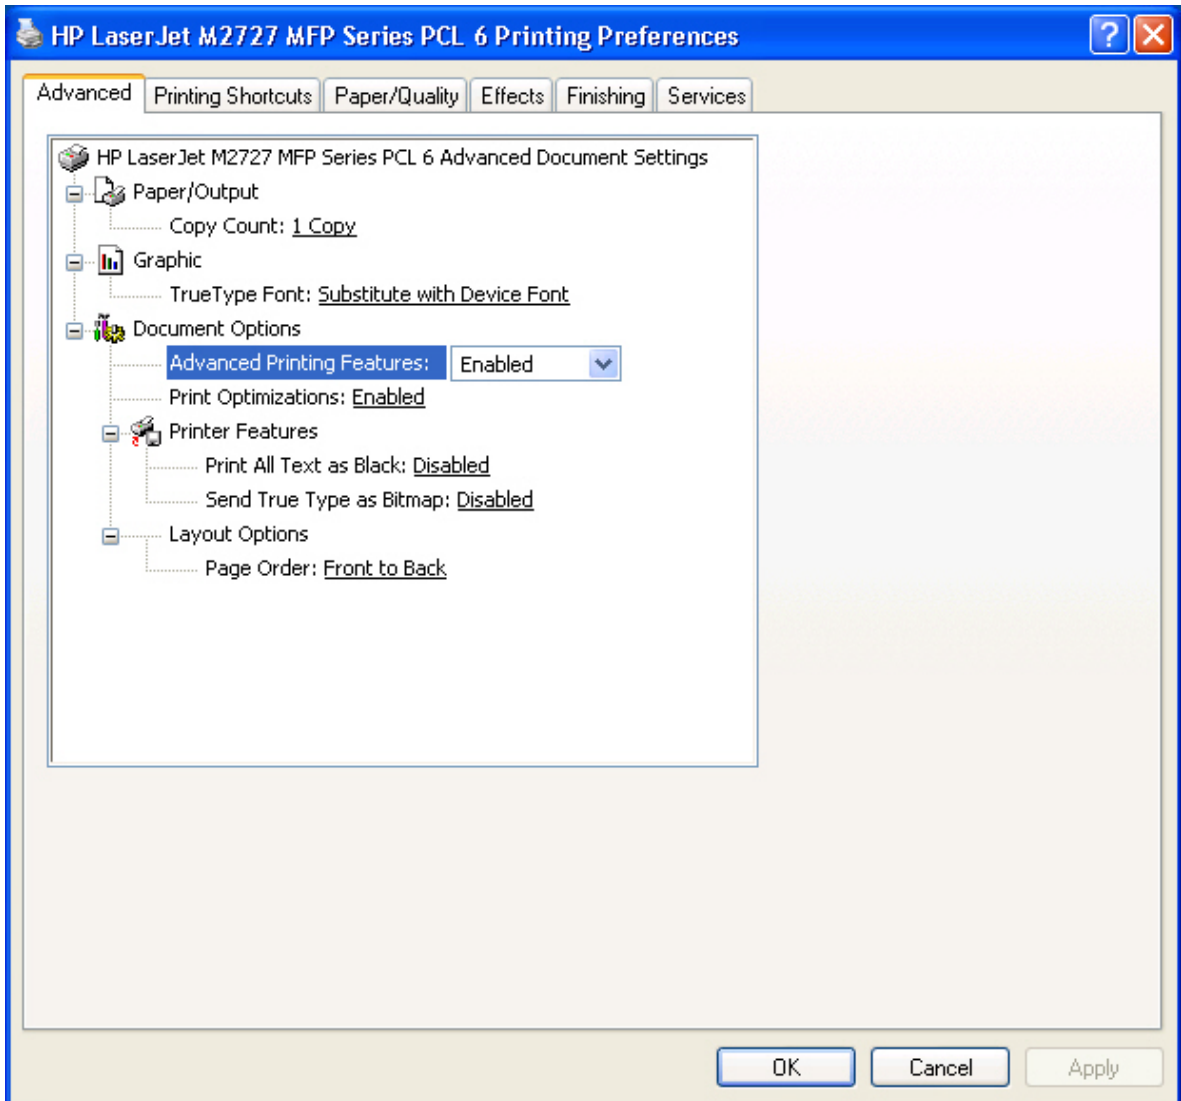 HP LaserJet M2727 MFP Series PCL 6 Printing Preferences
Advanced Printing Shortcuts Paper/Quality Effects Finishing Services
HP LaserJet M2727 MFP Series PCL 6 Advanced Document Settings
Paper/Output
Copy Count: 1 Copy
Graphic
TrueType Font: Substitute with Device Font
Document Options
Advanced Printing Features: Enabled
Print Optimizations: Enabled
Printer Features
Print All Text as Black: Disabled
Send True Type as Bitmap: Disabled
Layout Options
Page Order: Front to Back
OK Cancel Apply